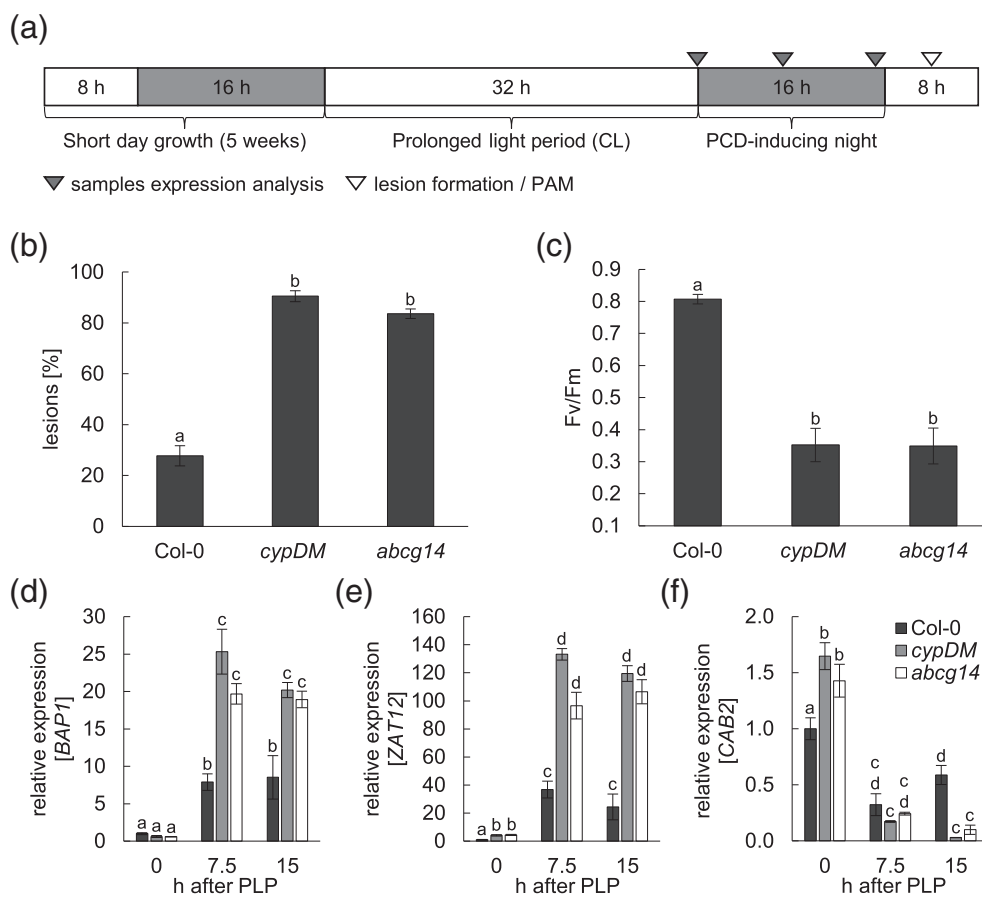 (a)
8 h 16 h 32 h 16 h 8 h
Short day growth (5 weeks) Prolonged light period (CL) PCD-inducing night
samples expression analysis lesion formation / PAM
(b)
lesions [%]
100
80
60
40
20
0
a b b
Col-0 cypDM abcg14
(c)
Fv/Fm
0.9
0.8
0.7
0.6
0.5
0.4
0.3
0.2
0.1
a b b
Col-0 cypDM abcg14
(d)
relative expression
[BAP1]
30
25
20
15
10
5
0
a a a b c c b c c
0 7.5 15
h after PLP
(e)
relative expression
[ZAT12]
160
140
120
100
80
60
40
20
0
a b b c d d c d d
0 7.5 15
h after PLP
(f)
relative expression
[CAB2]
2.0
1.5
1.0
0.5
0.0
Col-0
cypDM
abcg14
a b b
c c d
d c d
c c
0 7.5 15
h after PLP